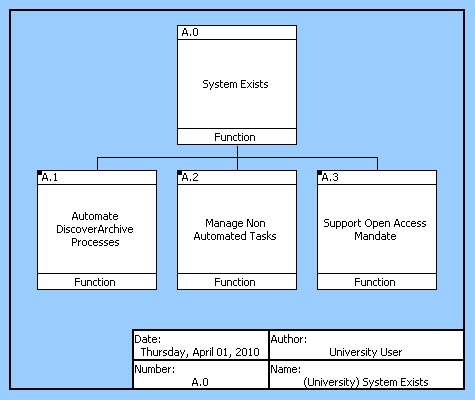 A.0
System Exists
Function
A.1
Automate
DiscoverArchive
Processes
Function
A.2
Manage Non
Automated Tasks
Function
A.3
Support Open Access
Mandate
Function
Date:
Thursday, April 01, 2010
Author:
University User
Number:
A.0
Name:
(University) System Exists